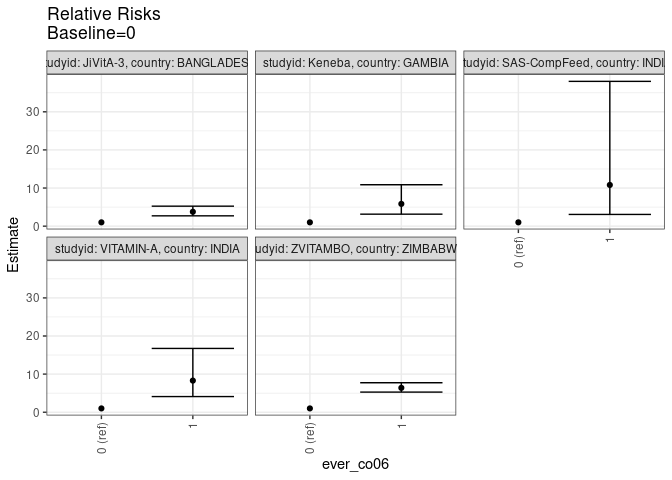 Relative Risks
Baseline=0
udyid: JiVitA-3, country: BANGLADES
studyid: Keneba, country: GAMBIA
tudyid: SAS-CompFeed, country: INDI
30
20
10
0
studyid: VITAMIN-A, country: INDIA
udyid: ZVITAMBO, country: ZIMBABW
0 (ref)
1
30
20
10
0
0 (ref)
1
0 (ref)
1
Estimate
ever_co06